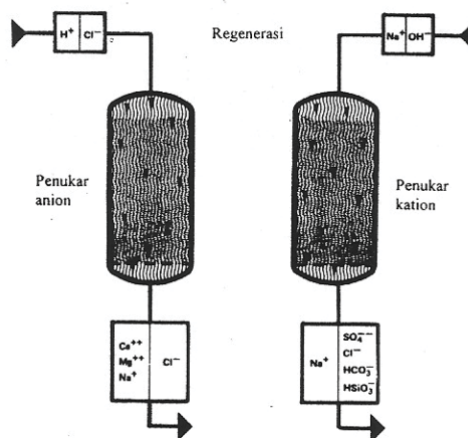 Regenerasi
H⁺ Cl⁻
Na⁺ OH⁻
Penukar
anion
Penukar
kation
Ca⁺⁺
Mg⁺⁺
Na⁺
Cl⁻
Na⁺
SO₄⁻⁻
Cl⁻
HCO₃⁻
HSiO₃⁻